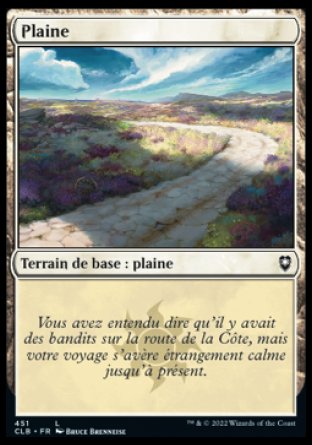 Plaine
Terrain de base : plaine
Vous avez entendu dire qu'il y avait
des bandits sur la route de la Côte, mais
votre voyage s'avère étrangement calme
jusqu'à présent.
451 L
CLB • FR Bruce Brenneise
™ & © 2022 Wizards of the Coast